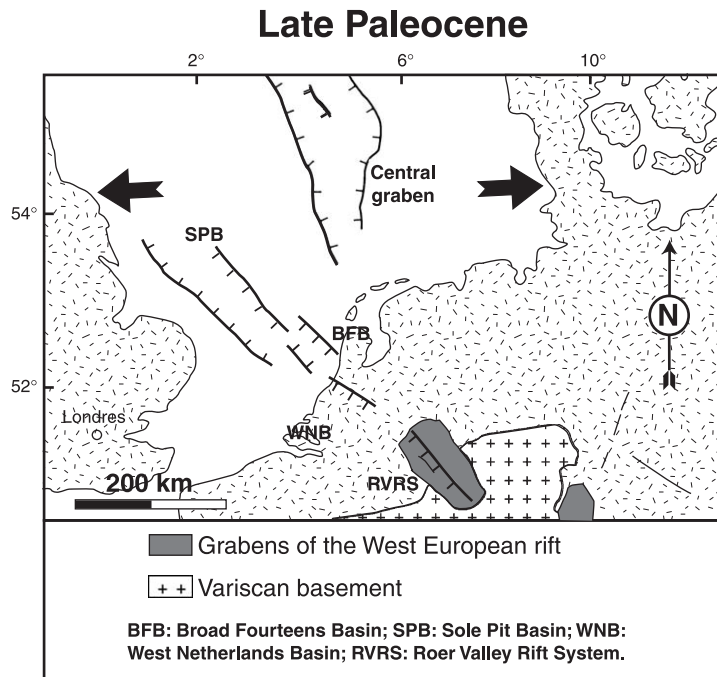 Late Paleocene
2° 6° 10°
Central
graben
54°
SPB
N
BFB
52°
Londres
WNB
200 km
RVRS
Grabens of the West European rift
Variscan basement
BFB: Broad Fourteens Basin; SPB: Sole Pit Basin; WNB:
West Netherlands Basin; RVRS: Roer Valley Rift System.